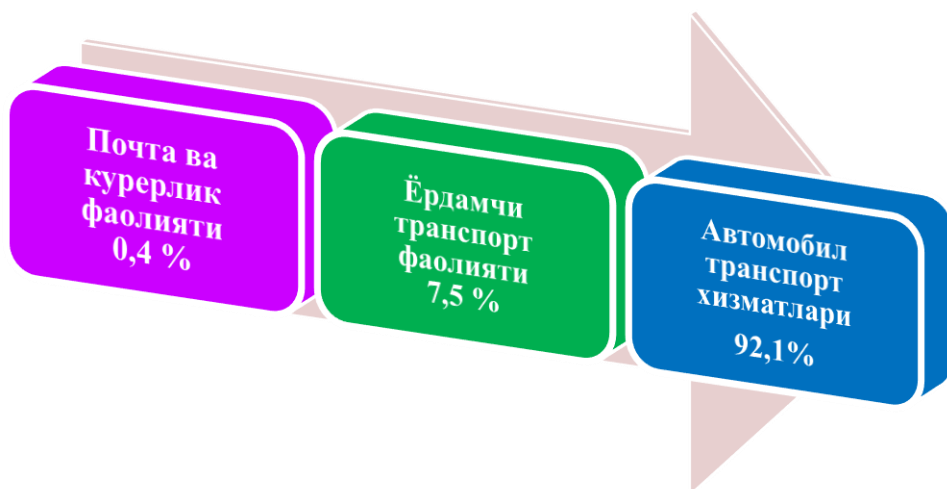 Почта ва
курерлик
фаолияти
0,4 %
Ёрдамчи
транспорт
фаолияти
7,5 %
Автомобил
транспорт
хизматлари
92,1%